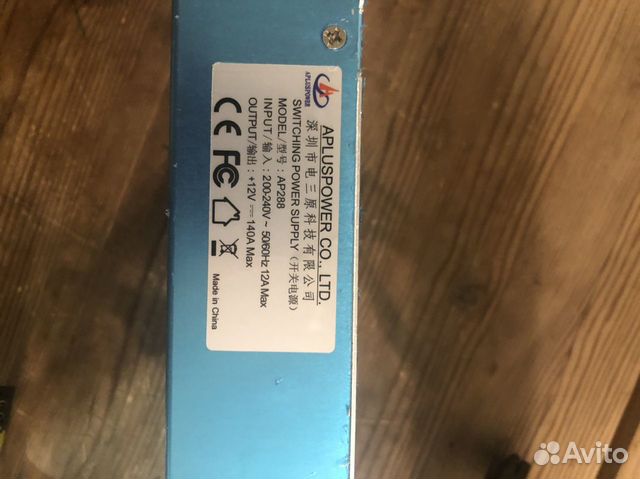 APLUSPOWER
APLUSPOWER CO., LTD.
深圳市电三原科技有限公司
SWITCHING POWER SUPPLY（开关电源）
MODEL/型号：AP288
INPUT/输入：200-240V~ 50/60Hz 12A Max
OUTPUT/输出：+12V⎓140A Max
CE FC
Made in China
Avito